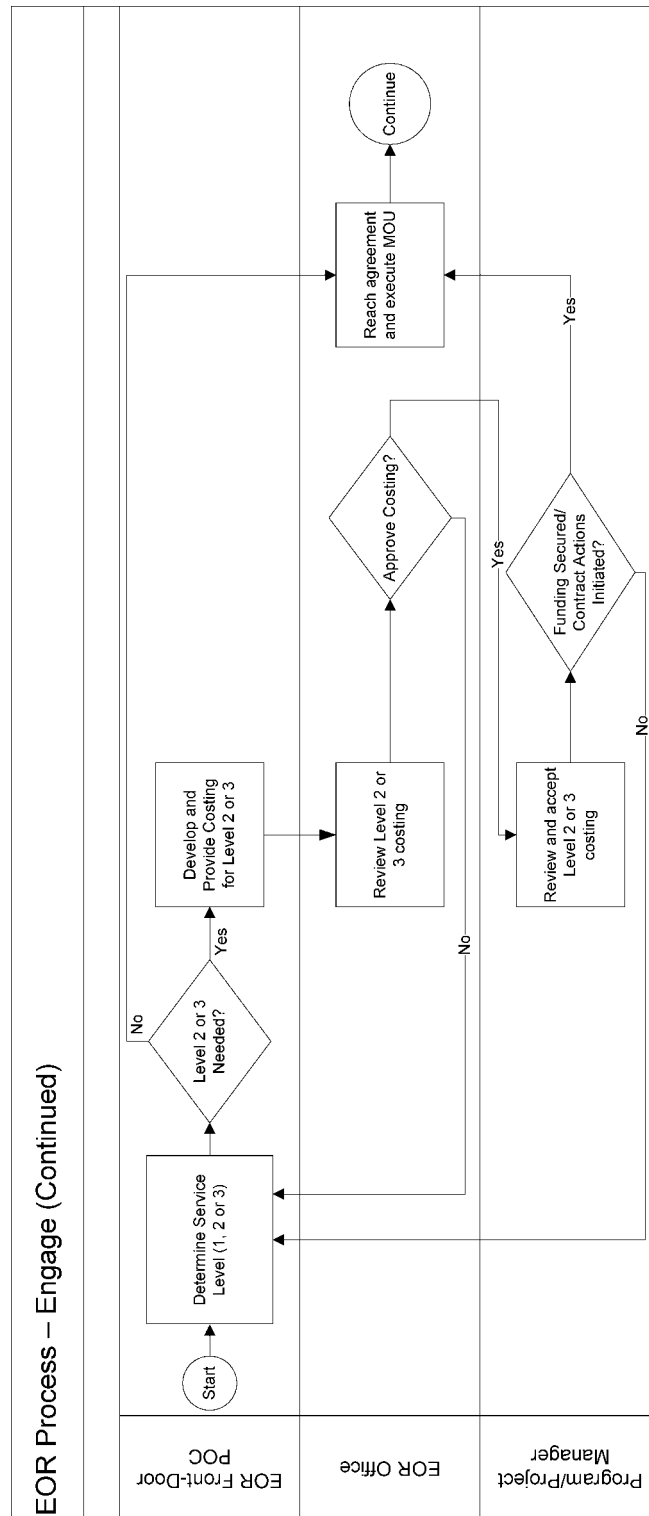 EOR Process – Engage (Continued)
EOR Front-Door
POC
Start
Determine Service
Level (1, 2 or 3)
Level 2 or 3
Needed?
No
Yes
Develop and
Provide Costing
for Level 2 or 3
EOR Office
Review Level 2 or
3 costing
Approve Costing?
No
Yes
Reach agreement
and execute MOU
Continue
Program/Project
Manager
Review and accept
Level 2 or 3
costing
Funding Secured/
Contract Actions
Initiated?
No
Yes